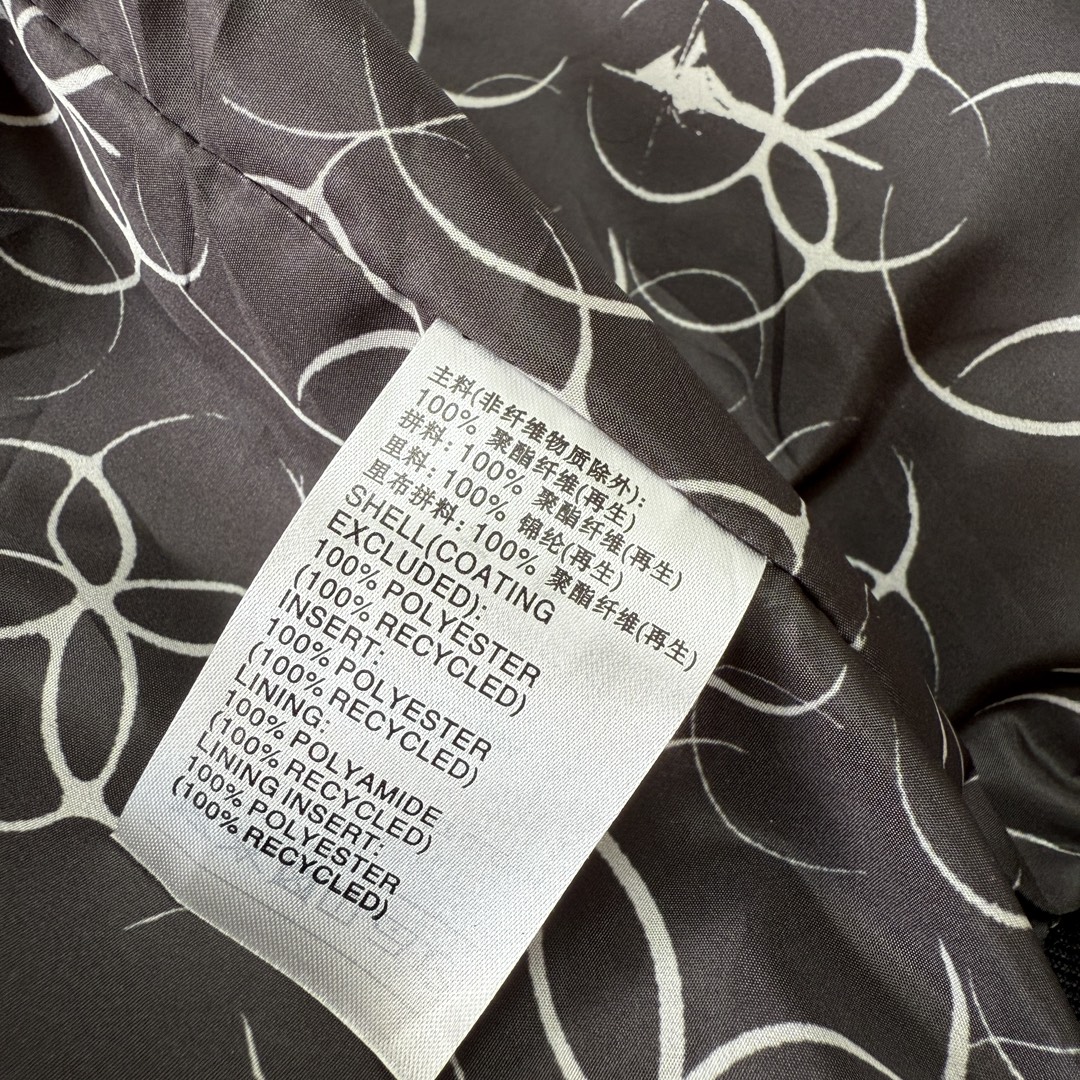 主料(非纤维物质除外):
100% 聚酯纤维(再生)
拼料: 100% 聚酯纤维(再生)
里料: 100% 锦纶(再生)
里布拼料: 100% 聚酯纤维(再生)
SHELL(COATING
EXCLUDED):
100% POLYESTER
(100% RECYCLED)
INSERT:
100% POLYESTER
(100% RECYCLED)
LINING:
100% POLYAMIDE
(100% RECYCLED)
LINING INSERT:
100% POLYESTER
(100% RECYCLED)